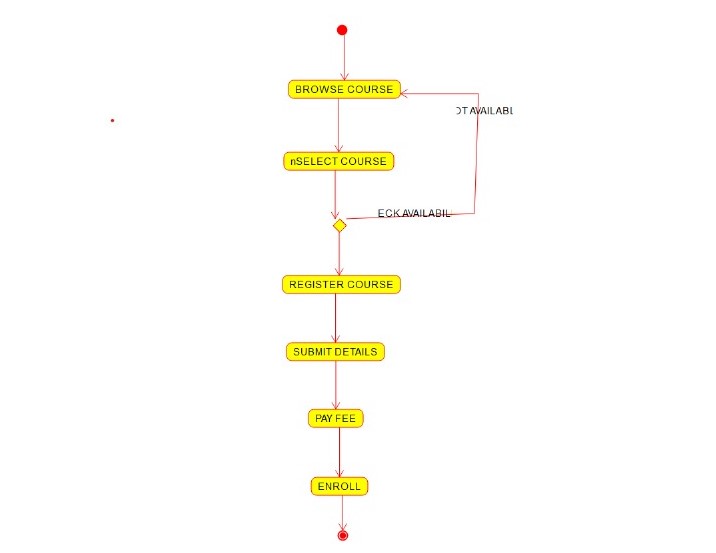 BROWSE COURSE
OT AVAILABL
nSELECT COURSE
ECK AVAILABIL
REGISTER COURSE
SUBMIT DETAILS
PAY FEE
ENROLL